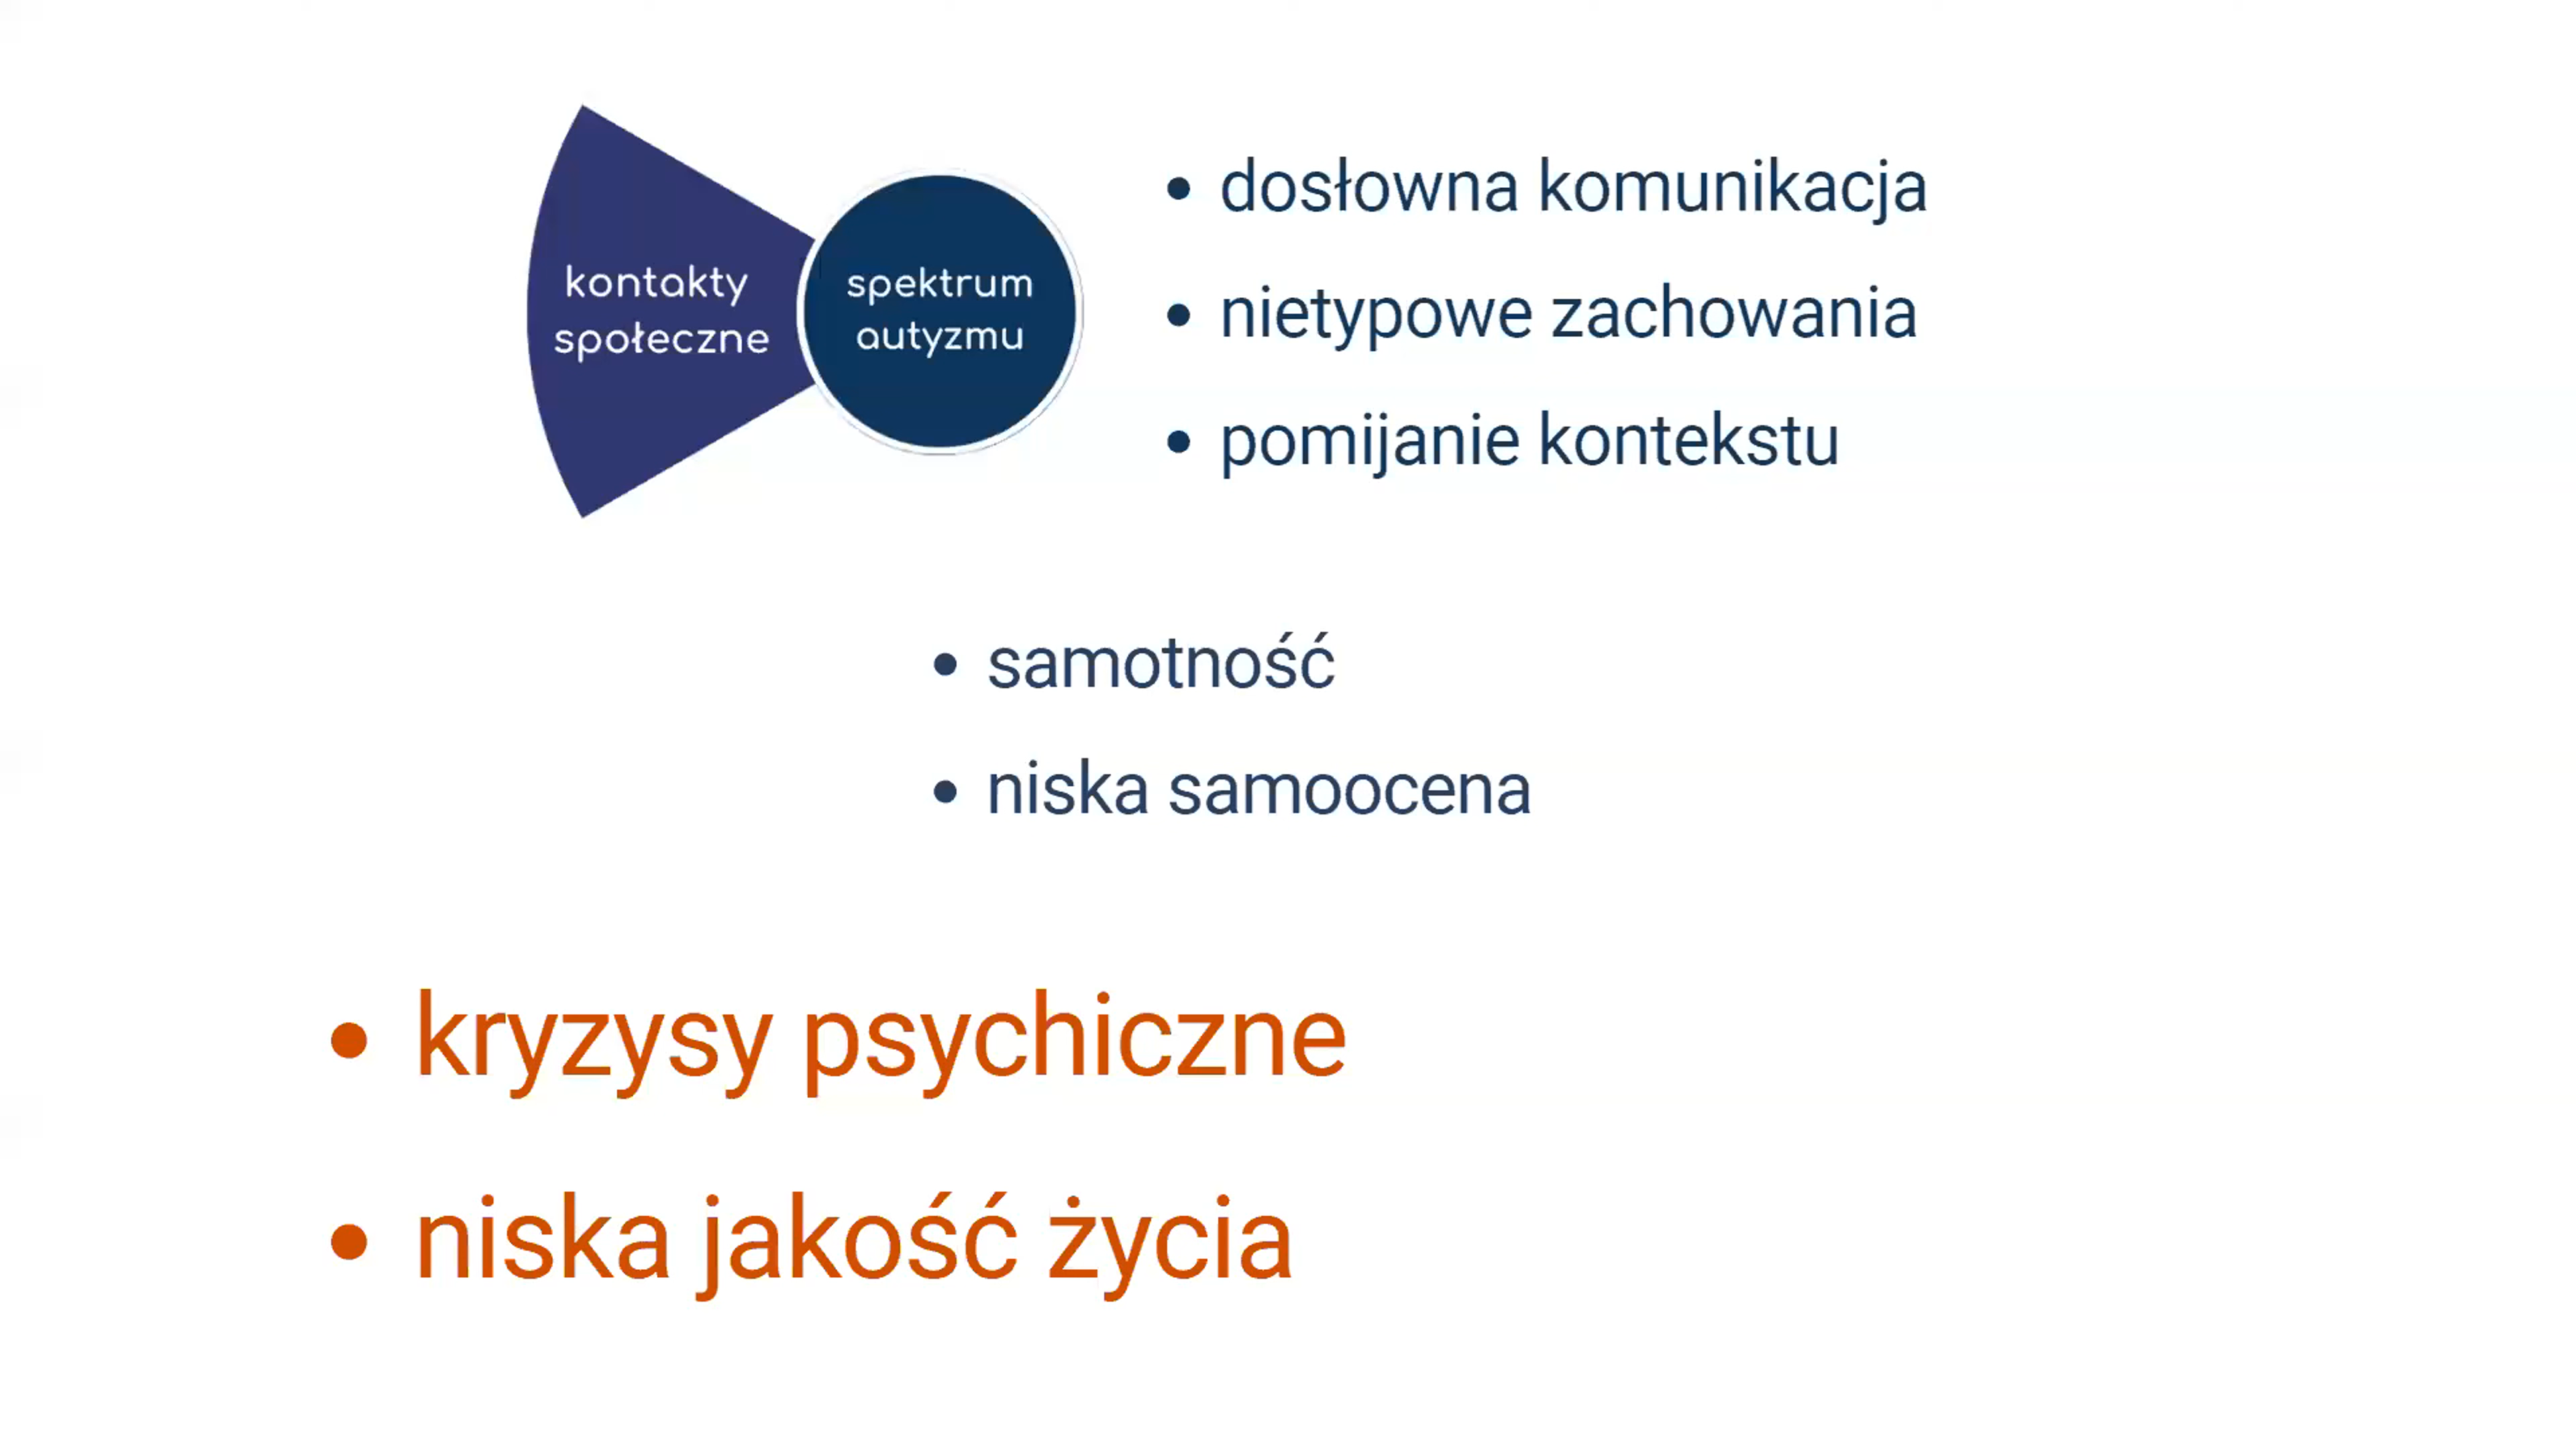 kontakty
społeczne
spektrum
autyzmu
• dosłowna komunikacja
• nietypowe zachowania
• pomijanie kontekstu
• samotność
• niska samoocena
• kryzysy psychiczne
• niska jakość życia